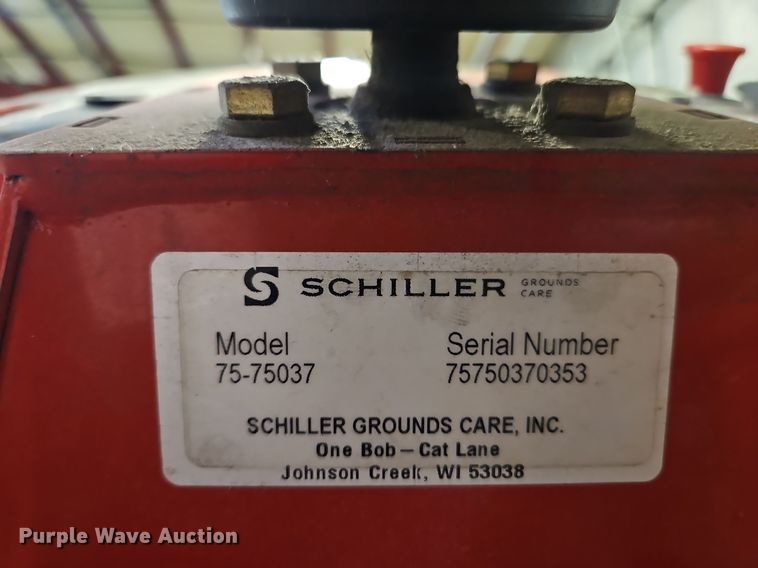 SCHILLER GROUNDS CARE
Model Serial Number
75-75037 75750370353
SCHILLER GROUNDS CARE, INC.
One Bob-Cat Lane
Johnson Creek, WI 53038
Purple Wave Auction